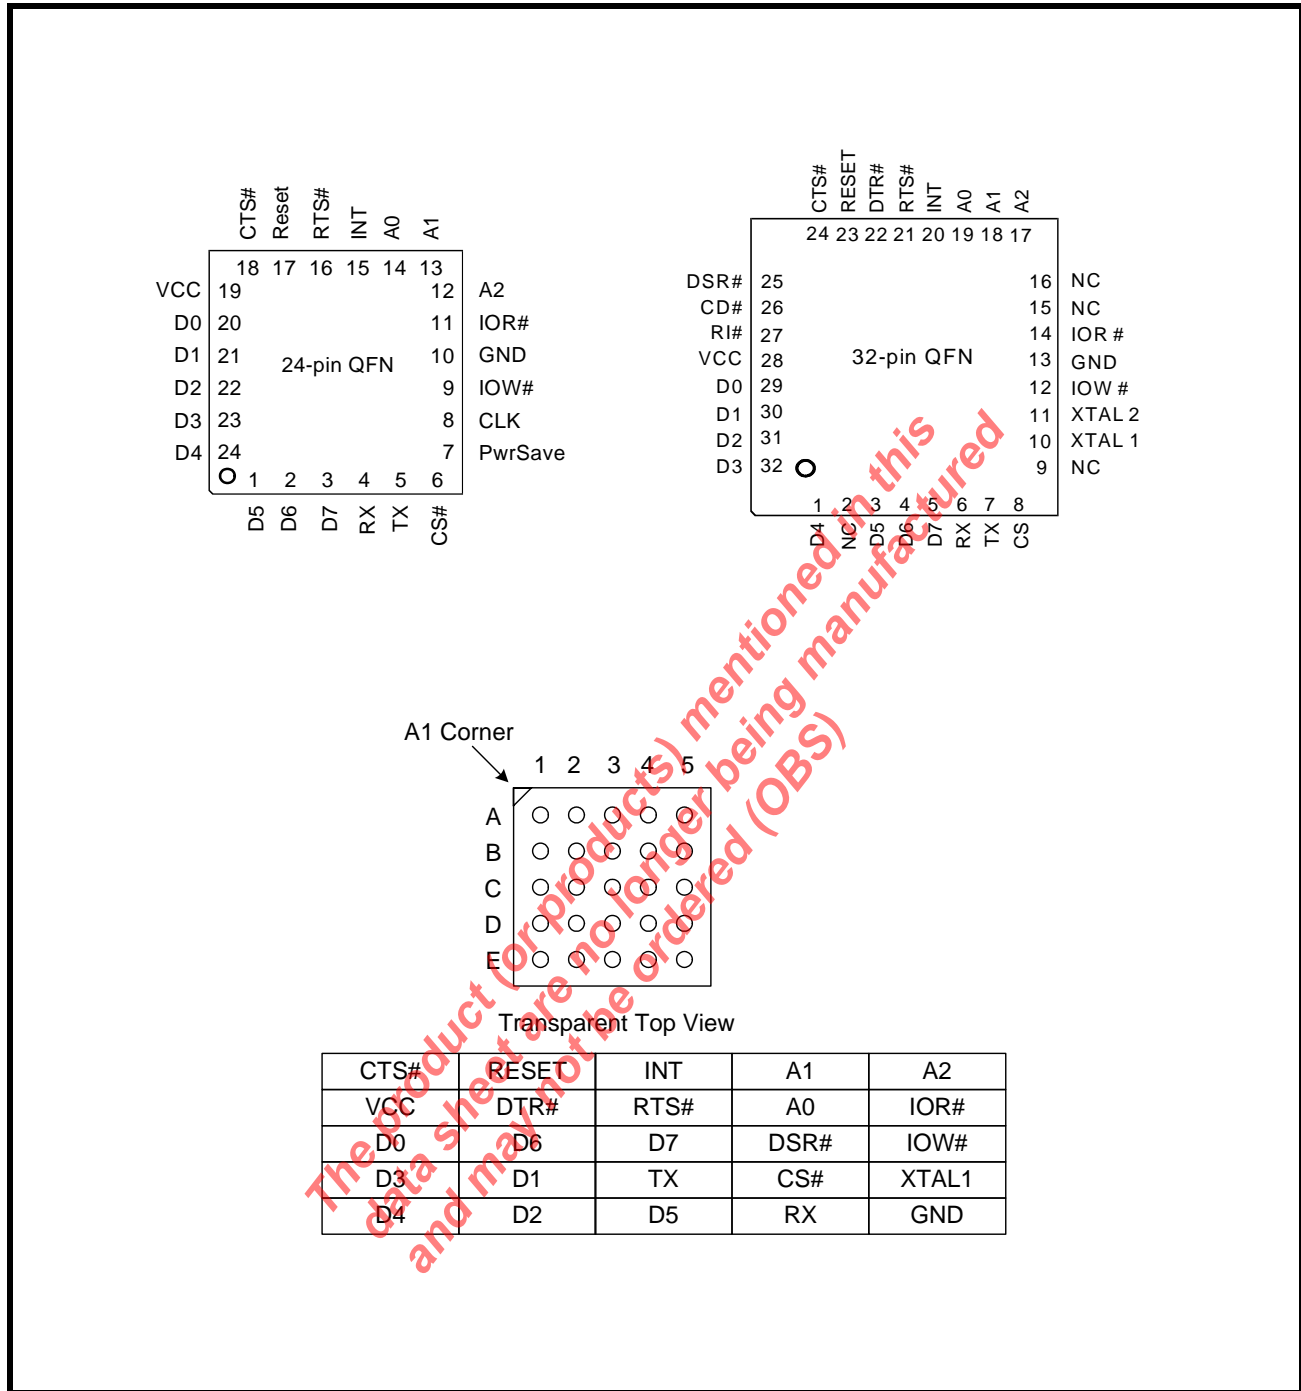 CTS# Reset RTS# INT A0 A1
18 17 16 15 14 13
VCC 19 12 A2
D0 20 11 IOR#
D1 21 10 GND
24-pin QFN
D2 22 9 IOW#
D3 23 8 CLK
D4 24 7 PwrSave
1 2 3 4 5 6
D5 D6 D7 RX TX CS#
CTS# RESET DTR# RTS# INT A0 A1 A2
24 23 22 21 20 19 18 17
DSR# 25 16 NC
CD# 26 15 NC
RI# 27 14 IOR #
VCC 28 32-pin QFN 13 GND
D0 29 12 IOW #
D1 30 11 XTAL 2
D2 31 10 XTAL 1
D3 32 9 NC
1 2 3 4 5 6 7 8
D4 NC D5 D6 D7 RX TX CS
A1 Corner
1 2 3 4 5
A
B
C
D
E
Transparent Top View
CTS# RESET INT A1 A2
VCC DTR# RTS# A0 IOR#
D0 D6 D7 DSR# IOW#
D3 D1 TX CS# XTAL1
D4 D2 D5 RX GND
The product (or products) mentioned in this
data sheet are no longer being manufactured
and may not be ordered (OBS)